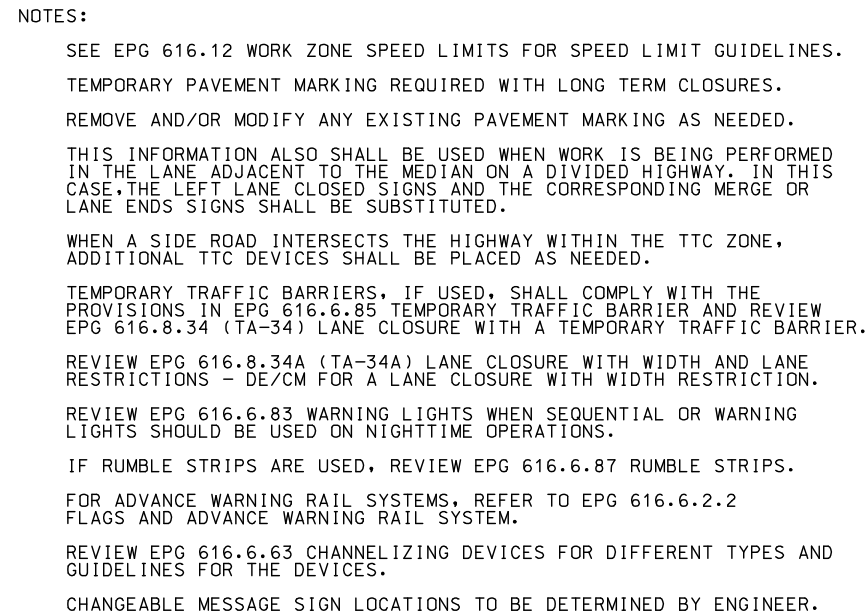 NOTES:
SEE EPG 616.12 WORK ZONE SPEED LIMITS FOR SPEED LIMIT GUIDELINES.
TEMPORARY PAVEMENT MARKING REQUIRED WITH LONG TERM CLOSURES.
REMOVE AND/OR MODIFY ANY EXISTING PAVEMENT MARKING AS NEEDED.
THIS INFORMATION ALSO SHALL BE USED WHEN WORK IS BEING PERFORMED
IN THE LANE ADJACENT TO THE MEDIAN ON A DIVIDED HIGHWAY. IN THIS
CASE,THE LEFT LANE CLOSED SIGNS AND THE CORRESPONDING MERGE OR
LANE ENDS SIGNS SHALL BE SUBSTITUTED.
WHEN A SIDE ROAD INTERSECTS THE HIGHWAY WITHIN THE TTC ZONE,
ADDITIONAL TTC DEVICES SHALL BE PLACED AS NEEDED.
TEMPORARY TRAFFIC BARRIERS, IF USED, SHALL COMPLY WITH THE
PROVISIONS IN EPG 616.6.85 TEMPORARY TRAFFIC BARRIER AND REVIEW
EPG 616.8.34 (TA-34) LANE CLOSURE WITH A TEMPORARY TRAFFIC BARRIER.
REVIEW EPG 616.8.34A (TA-34A) LANE CLOSURE WITH WIDTH AND LANE
RESTRICTIONS - DE/CM FOR A LANE CLOSURE WITH WIDTH RESTRICTION.
REVIEW EPG 616.6.83 WARNING LIGHTS WHEN SEQUENTIAL OR WARNING
LIGHTS SHOULD BE USED ON NIGHTTIME OPERATIONS.
IF RUMBLE STRIPS ARE USED, REVIEW EPG 616.6.87 RUMBLE STRIPS.
FOR ADVANCE WARNING RAIL SYSTEMS, REFER TO EPG 616.6.2.2
FLAGS AND ADVANCE WARNING RAIL SYSTEM.
REVIEW EPG 616.6.63 CHANNELIZING DEVICES FOR DIFFERENT TYPES AND
GUIDELINES FOR THE DEVICES.
CHANGEABLE MESSAGE SIGN LOCATIONS TO BE DETERMINED BY ENGINEER.